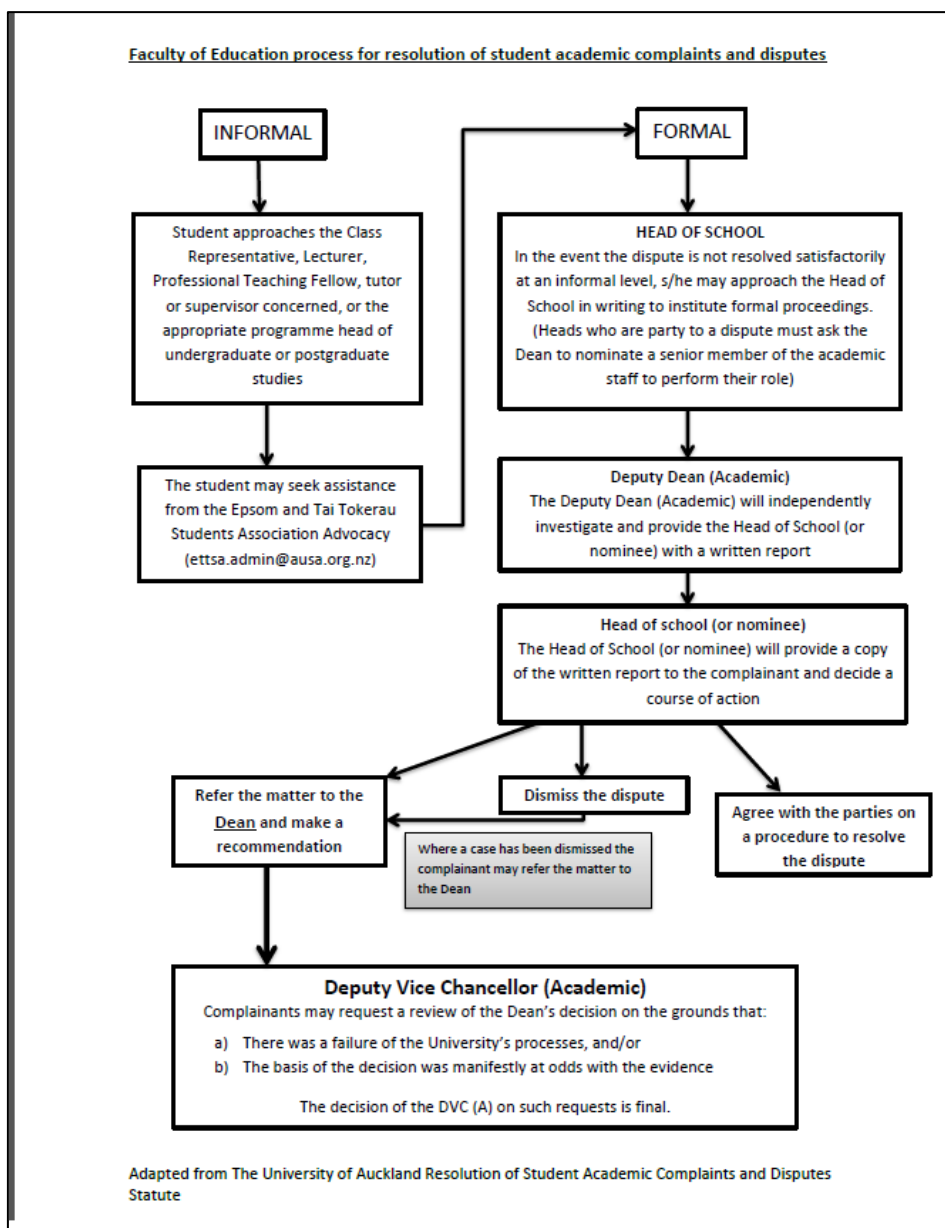 Faculty of Education process for resolution of student academic complaints and disputes
INFORMAL
Student approaches the Class
Representative, Lecturer,
Professional Teaching Fellow, tutor
or supervisor concerned, or the
appropriate programme head of
undergraduate or postgraduate
studies
The student may seek assistance
from the Epsom and Tai Tokerau
Students Association Advocacy
(ettsa.admin@ausa.org.nz)
FORMAL
HEAD OF SCHOOL
In the event the dispute is not resolved satisfactorily
at an informal level, s/he may approach the Head of
School in writing to institute formal proceedings.
(Heads who are party to a dispute must ask the
Dean to nominate a senior member of the academic
staff to perform their role)
Deputy Dean (Academic)
The Deputy Dean (Academic) will independently
investigate and provide the Head of School (or
nominee) with a written report
Head of school (or nominee)
The Head of School (or nominee) will provide a copy
of the written report to the complainant and decide a
course of action
Refer the matter to the
Dean and make a
recommendation
Dismiss the dispute
Where a case has been dismissed the
complainant may refer the matter to
the Dean
Agree with the parties on
a procedure to resolve
the dispute
Deputy Vice Chancellor (Academic)
Complainants may request a review of the Dean's decision on the grounds that:
a) There was a failure of the University's processes, and/or
b) The basis of the decision was manifestly at odds with the evidence
The decision of the DVC (A) on such requests is final.
Adapted from The University of Auckland Resolution of Student Academic Complaints and Disputes
Statute